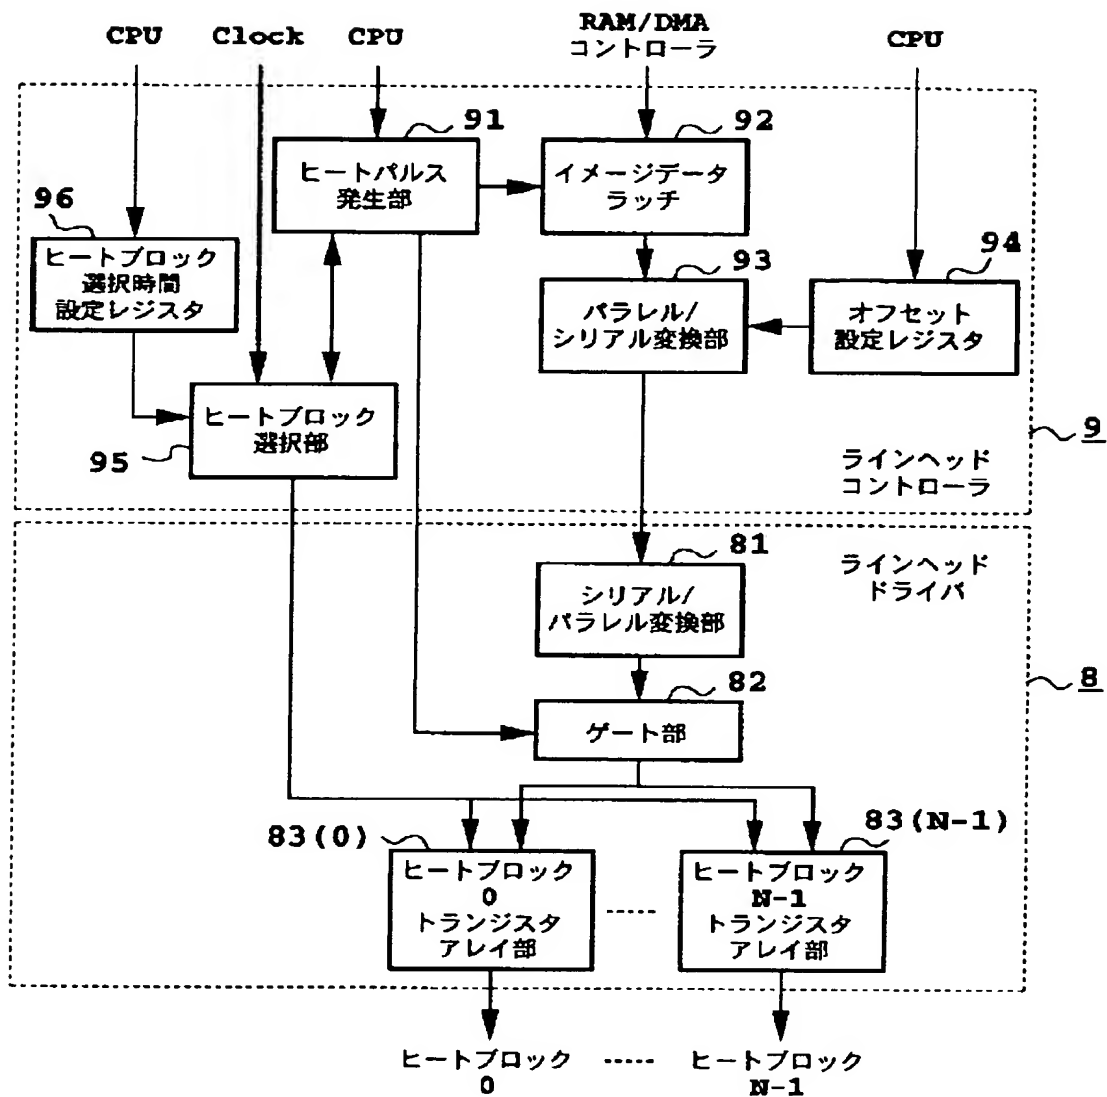 CPU
Clock
CPU
RAM/DMA
コントローラ
CPU
91
ヒートパルス
発生部
92
イメージデータ
ラッチ
96
ヒートブロック
選択時間
設定レジスタ
93
パラレル/
シリアル変換部
94
オフセット
設定レジスタ
ヒートブロック
選択部
95
9
ラインヘッド
コントローラ
81
シリアル/
パラレル変換部
ラインヘッド
ドライバ
82
ゲート部
8
83(0)
ヒートブロック
0
トランジスタ
アレイ部
......
83(N-1)
ヒートブロック
N-1
トランジスタ
アレイ部
ヒートブロック
0
......
ヒートブロック
N-1